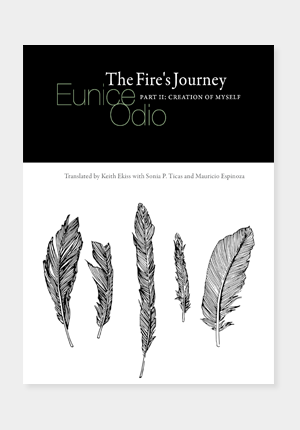 The Fire's Journey
Eunice
PART II: CREATION OF MYSELF
Odio
Translated by Keith Ekiss with Sonia P. Ticas and Mauricio Espinoza